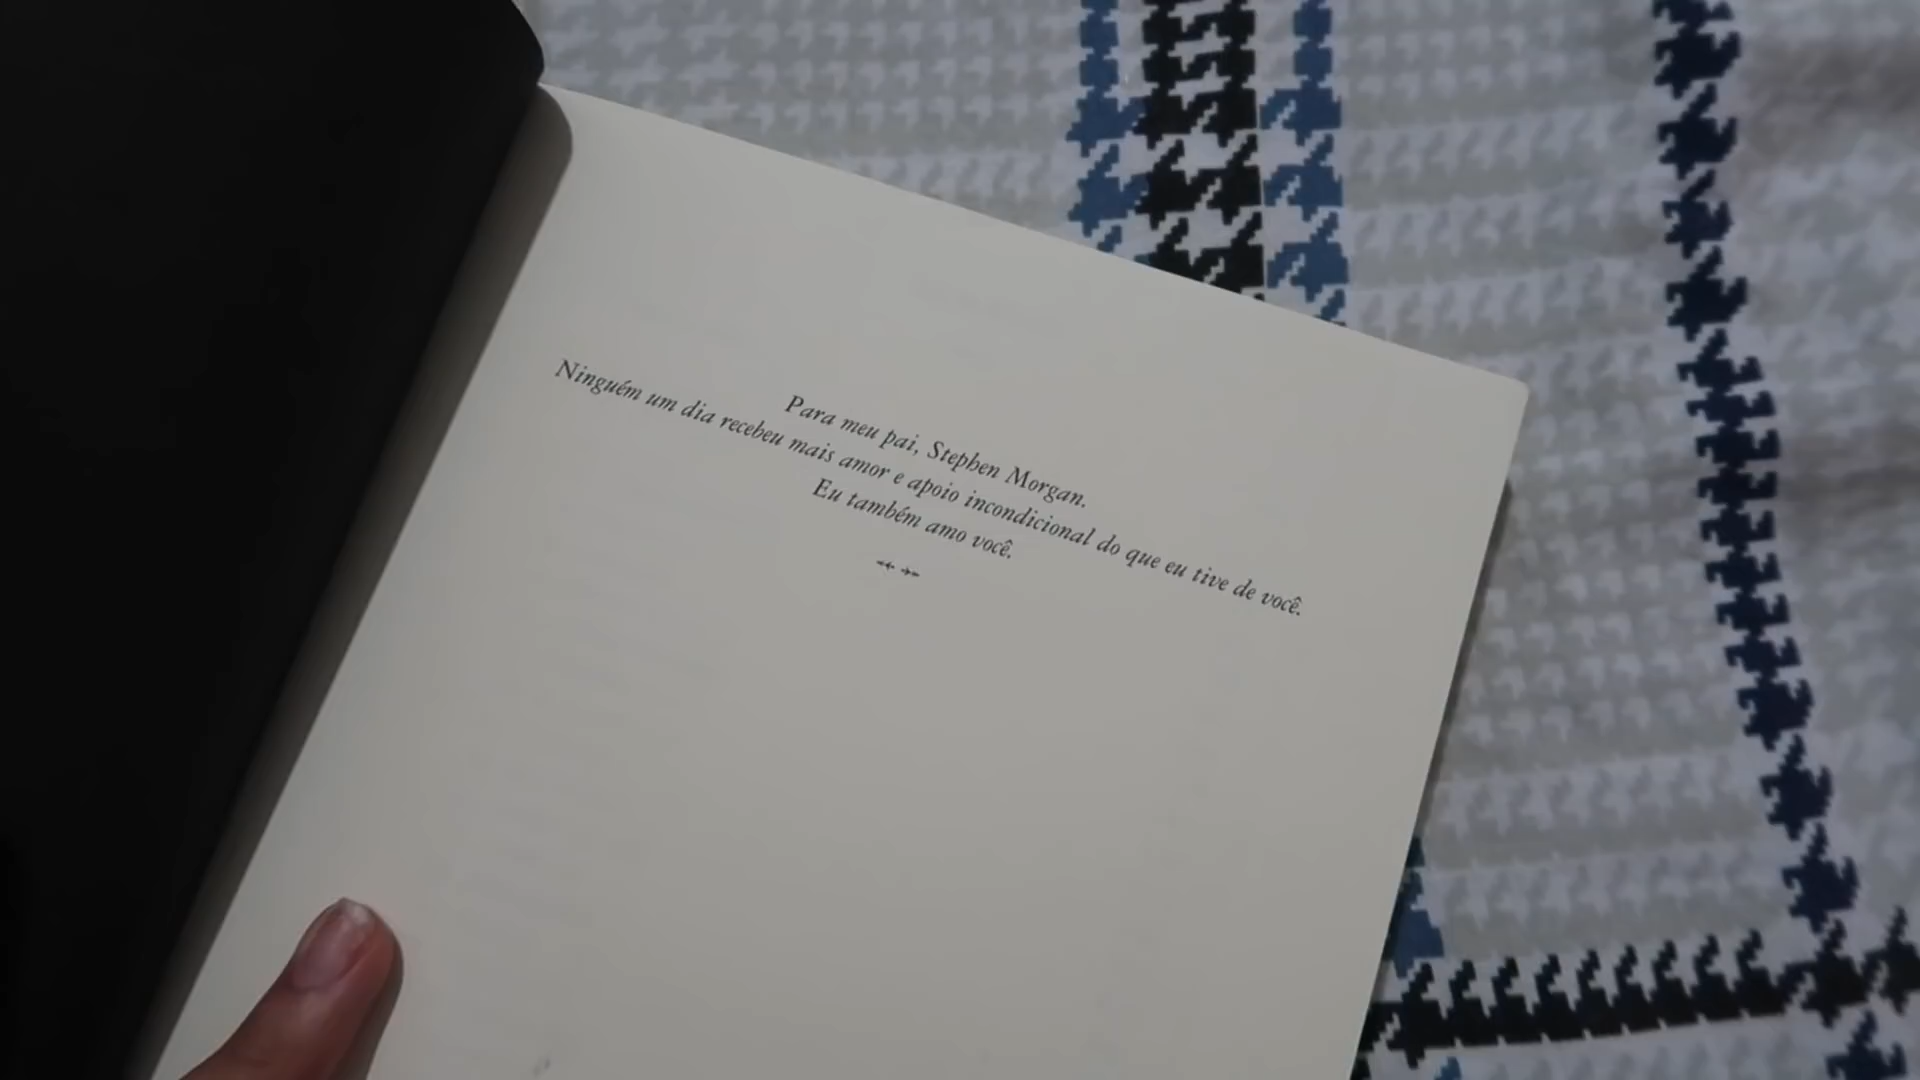 Para meu pai, Stephen Morgan.
Ninguém um dia recebeu mais amor e apoio incondicional do que eu tive de você.
Eu também amo você.